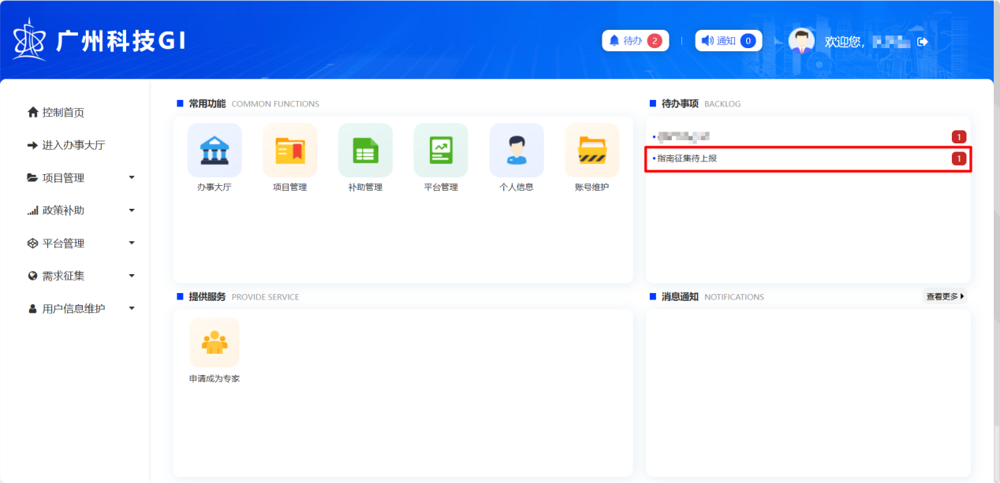 广州科技GI
待办 2
通知 0
欢迎您,
控制首页
进入办事大厅
项目管理
政策补助
平台管理
需求征集
用户信息维护
常用功能 COMMON FUNCTIONS
办事大厅
项目管理
补助管理
平台管理
个人信息
账号维护
待办事项 BACKLOG
1
指南征集待上报 1
提供服务 PROVIDE SERVICE
申请成为专家
消息通知 NOTIFICATIONS
查看更多